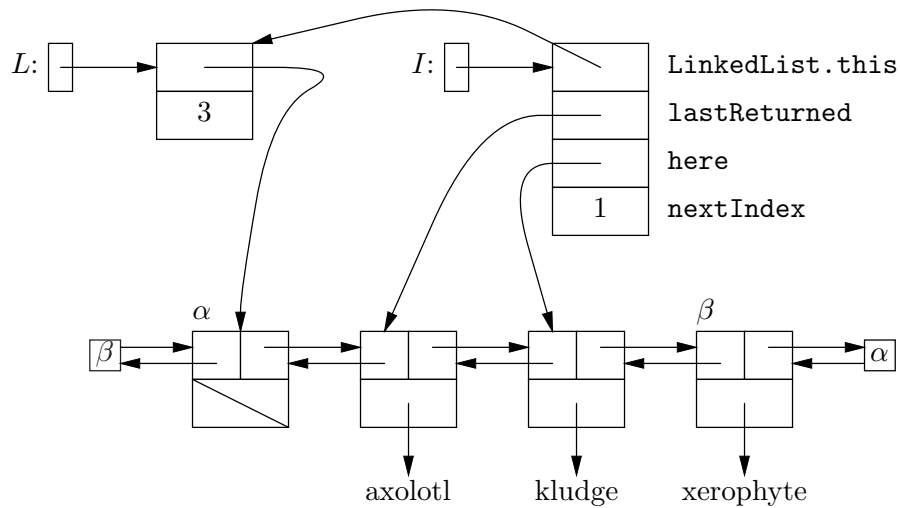 L: I: LinkedList.this
3 lastReturned
here
1 nextIndex
α β
β α
axolotl kludge xerophyte